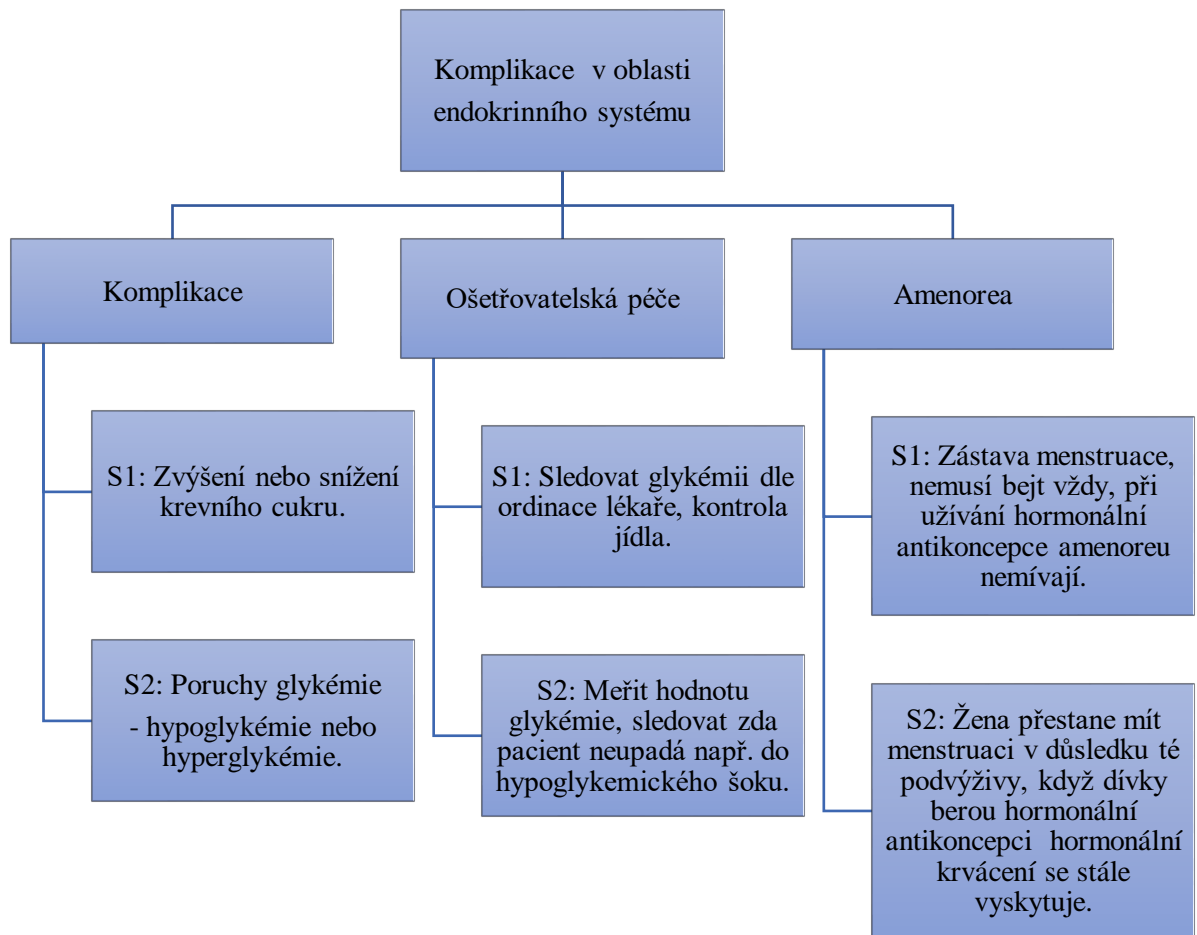 Komplikace v oblasti
endokrinního systému
Komplikace
Ošetřovatelská péče
Amenorea
S1: Zvýšení nebo snížení
krevního cukru.
S2: Poruchy glykémie
- hypoglykémie nebo
hyperglykémie.
S1: Sledovat glykémii dle
ordinace lékaře, kontrola
jídla.
S2: Meřit hodnotu
glykémie, sledovat zda
pacient neupadá např. do
hypoglykemického šoku.
S1: Zástava menstruace,
nemusí bejt vždy, při
užívání hormonální
antikoncepce amenoreu
nemívají.
S2: Žena přestane mít
menstruaci v důsledku té
podvýživy, když dívky
berou hormonální
antikoncepci hormonální
krvácení se stále
vyskytuje.